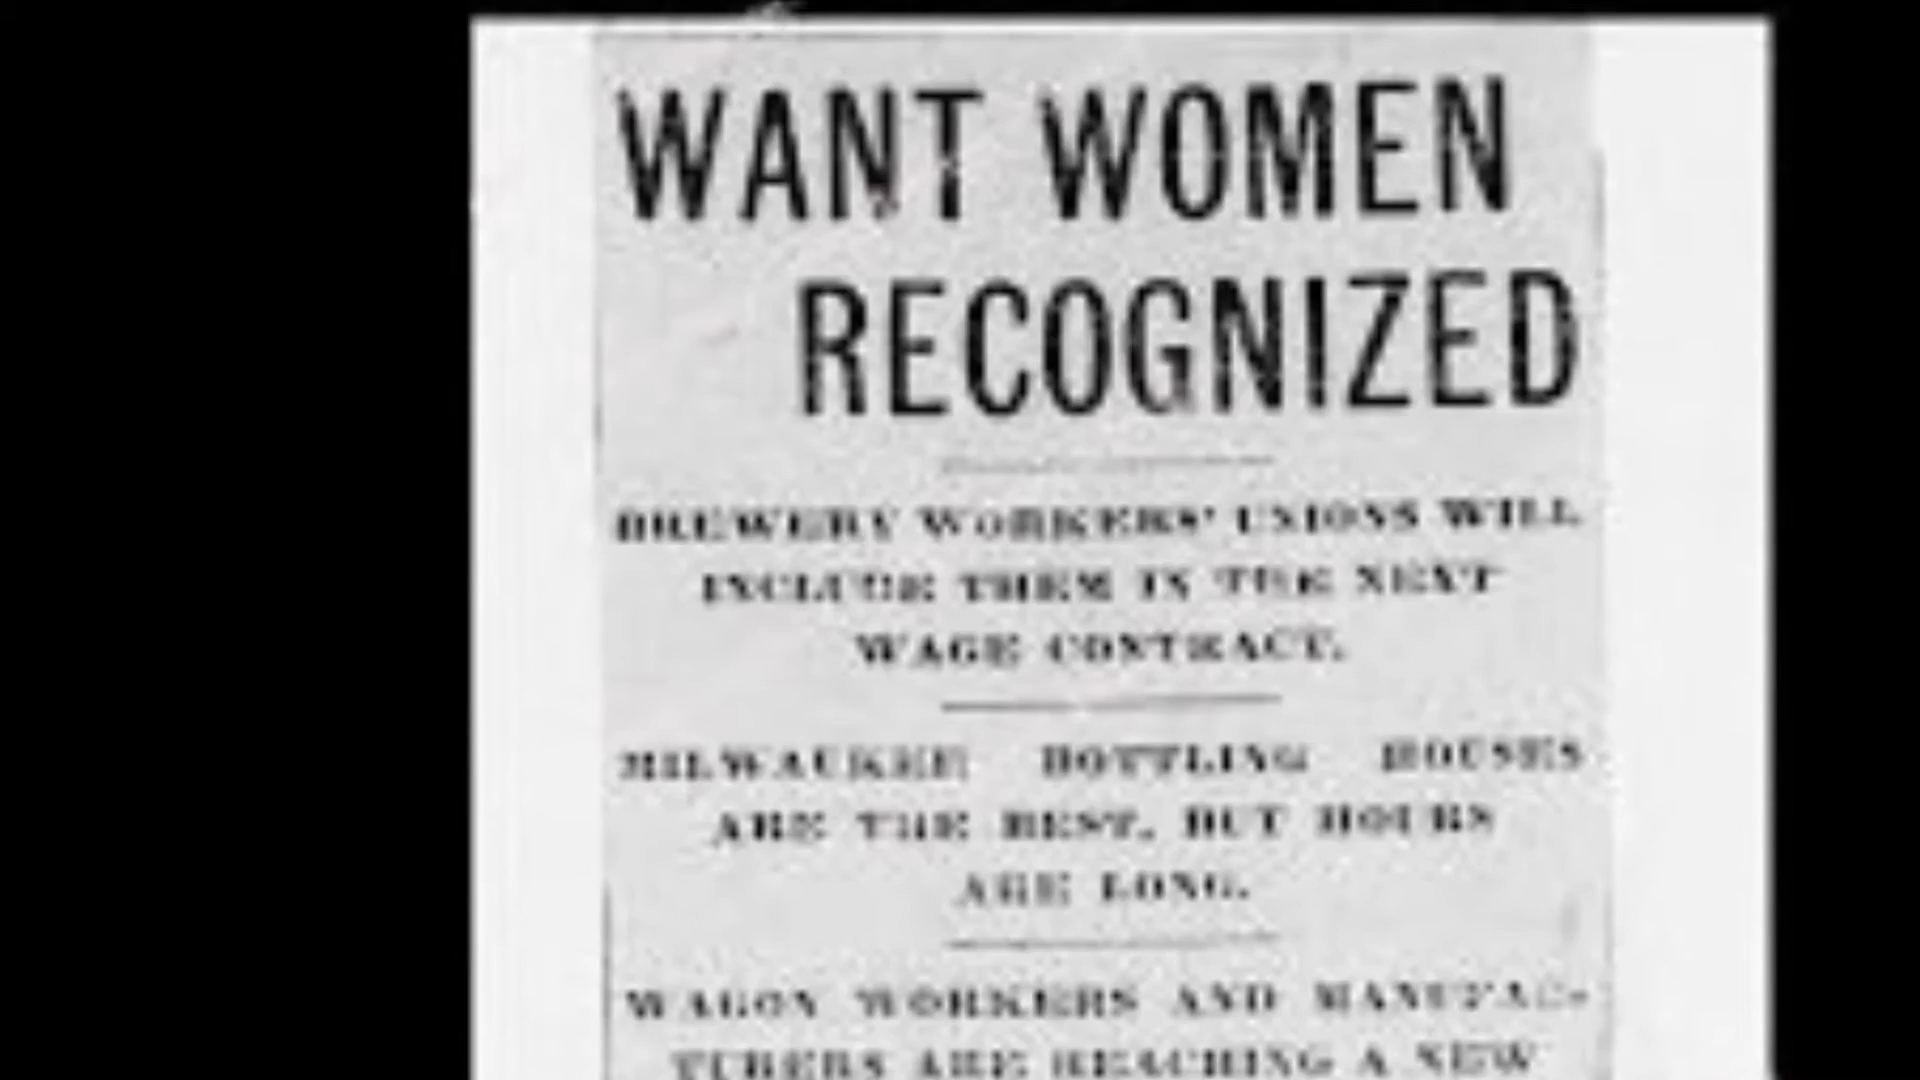 WANT WOMEN
RECOGNIZED
BREWERY WORKERS' UNIONS WILL
INCLUDE THEM IN THE NEXT
WAGE CONTRACT.
MILWAUKEE BOTTLING HOUSES
ARE THE BEST, BUT HOURS
ARE LONG.
WAGON WORKERS AND MANUFAC-
TURERS ARE REACHING A NEW